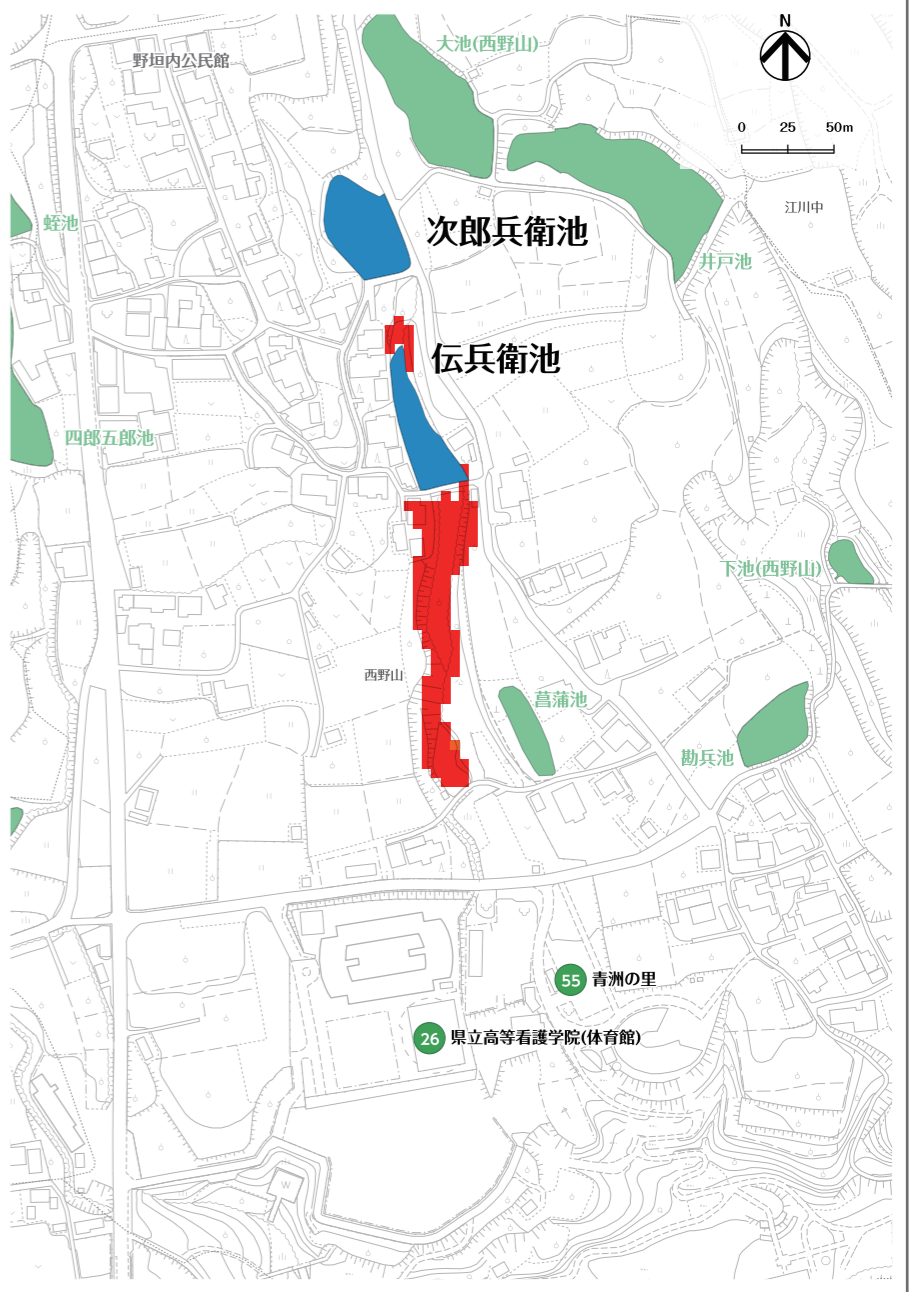 N
大池(西野山)
野垣内公民館
0 25 50m
江川中
蛭池
次郎兵衛池
井戸池
伝兵衛池
四郎五郎池
下池(西野山)
西野山
菖蒲池
勘兵池
55 青洲の里
26 県立高等看護学院(体育館)
W